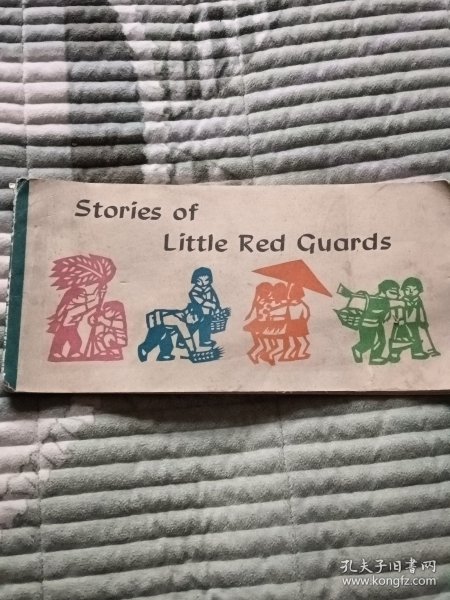 Stories of
Little Red Guards
孔夫子旧书网
www.kongfz.com